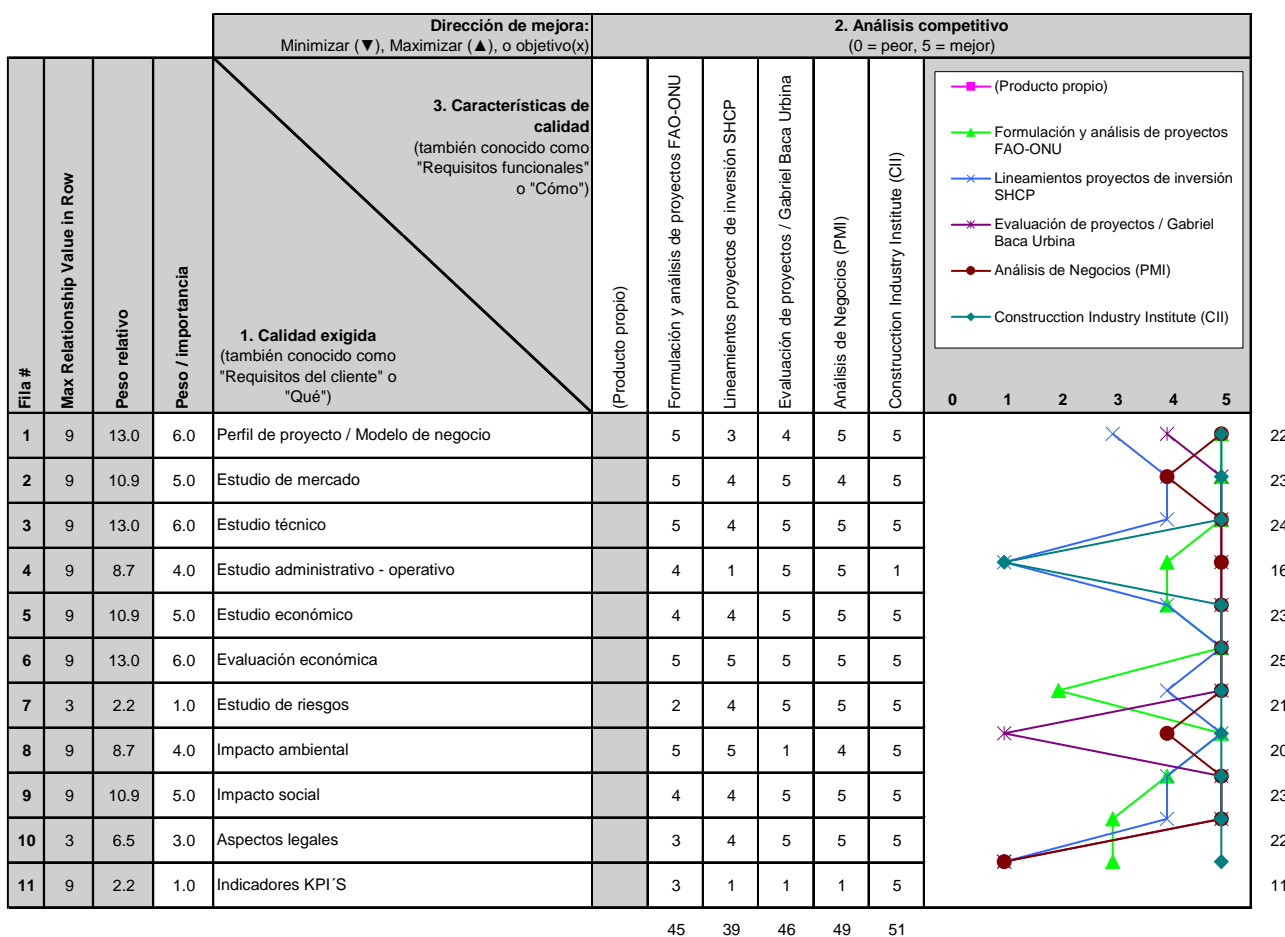 Dirección de mejora:
Minimizar (▼), Maximizar (▲), o objetivo(x)
2. Análisis competitivo
(0 = peor, 5 = mejor)
Fila #
Max Relationship Value in Row
Peso relativo
Peso / importancia
3. Características de
calidad
(también conocido como
"Requisitos funcionales"
o "Cómo")
1. Calidad exigida
(también conocido como
"Requisitos del cliente" o
"Qué")
(Producto propio)
Formulación y análisis de proyectos FAO-ONU
Lineamientos proyectos de inversión SHCP
Evaluación de proyectos / Gabriel Baca Urbina
Análisis de Negocios (PMI)
Construcction Industry Institute (CII)
(Producto propio)
Formulación y análisis de proyectos
FAO-ONU
Lineamientos proyectos de inversión
SHCP
Evaluación de proyectos / Gabriel
Baca Urbina
Análisis de Negocios (PMI)
Construcction Industry Institute (CII)
0 1 2 3 4 5
1 9 13.0 6.0 Perfil de proyecto / Modelo de negocio 5 3 4 5 5 22
2 9 10.9 5.0 Estudio de mercado 5 4 5 4 5 23
3 9 13.0 6.0 Estudio técnico 5 4 5 5 5 24
4 9 8.7 4.0 Estudio administrativo - operativo 4 1 5 5 1 16
5 9 10.9 5.0 Estudio económico 4 4 5 5 5 23
6 9 13.0 6.0 Evaluación económica 5 5 5 5 5 25
7 3 2.2 1.0 Estudio de riesgos 2 4 5 5 5 21
8 9 8.7 4.0 Impacto ambiental 5 5 1 4 5 20
9 9 10.9 5.0 Impacto social 4 4 5 5 5 23
10 3 6.5 3.0 Aspectos legales 3 4 5 5 5 22
11 9 2.2 1.0 Indicadores KPI´S 3 1 1 1 5 11
45 39 46 49 51